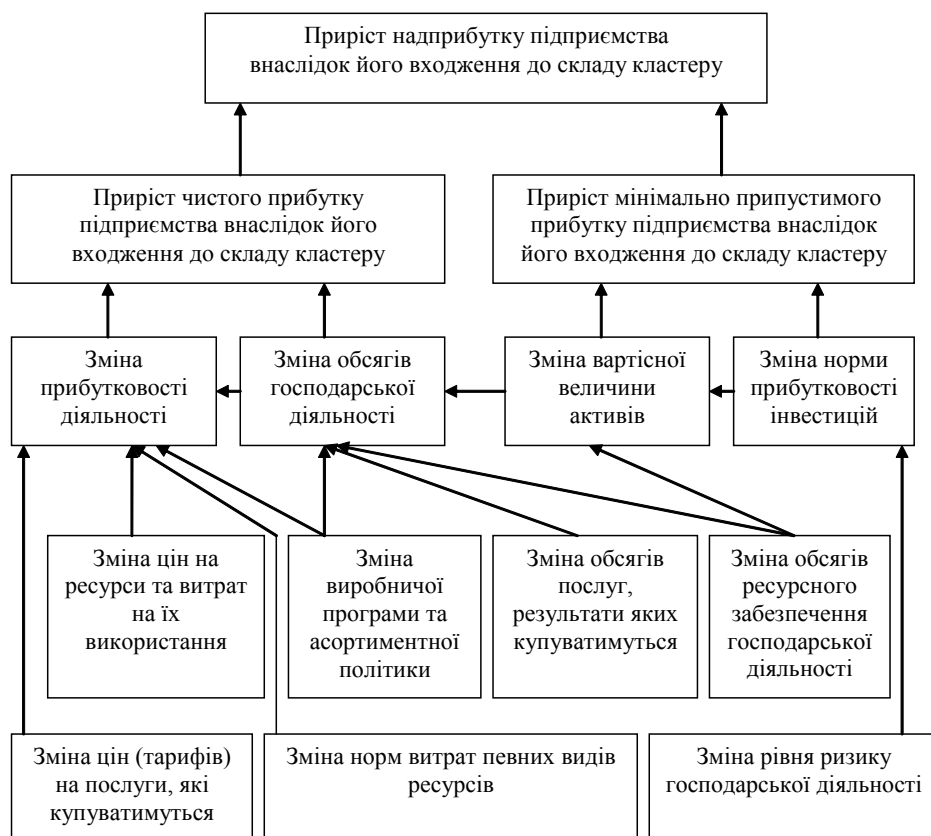 Приріст надприбутку підприємства
внаслідок його входження до складу кластеру
Приріст чистого прибутку
підприємства внаслідок його
входження до складу кластеру
Приріст мінімально припустимого
прибутку підприємства внаслідок
його входження до складу кластеру
Зміна
прибутковості
діяльності
Зміна обсягів
господарської
діяльності
Зміна вартісної
величини
активів
Зміна норми
прибутковості
інвестицій
Зміна цін на
ресурси та витрат
на їх
використання
Зміна
виробничої
програми та
асортиментної
політики
Зміна обсягів
послуг,
результати яких
купуватимуться
Зміна обсягів
ресурсного
забезпечення
господарської
діяльності
Зміна цін (тарифів)
на послуги, які
купуватимуться
Зміна норм витрат певних видів
ресурсів
Зміна рівня ризику
господарської діяльності